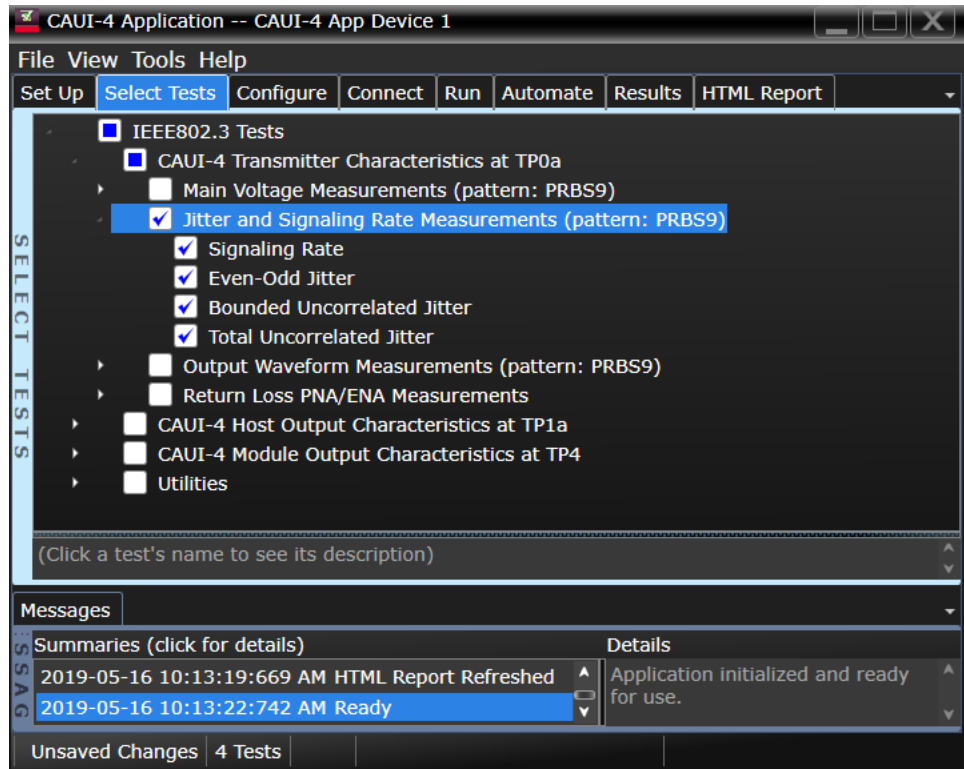 CAUI-4 Application -- CAUI-4 App Device 1
File View Tools Help
Set Up Select Tests Configure Connect Run Automate Results HTML Report
SELECT TESTS
IEEE802.3 Tests
CAUI-4 Transmitter Characteristics at TP0a
Main Voltage Measurements (pattern: PRBS9)
Jitter and Signaling Rate Measurements (pattern: PRBS9)
Signaling Rate
Even-Odd Jitter
Bounded Uncorrelated Jitter
Total Uncorrelated Jitter
Output Waveform Measurements (pattern: PRBS9)
Return Loss PNA/ENA Measurements
CAUI-4 Host Output Characteristics at TP1a
CAUI-4 Module Output Characteristics at TP4
Utilities
(Click a test's name to see its description)
Messages
SSAG
Summaries (click for details) Details
2019-05-16 10:13:19:669 AM HTML Report Refreshed
2019-05-16 10:13:22:742 AM Ready
Application initialized and ready
for use.
Unsaved Changes 4 Tests